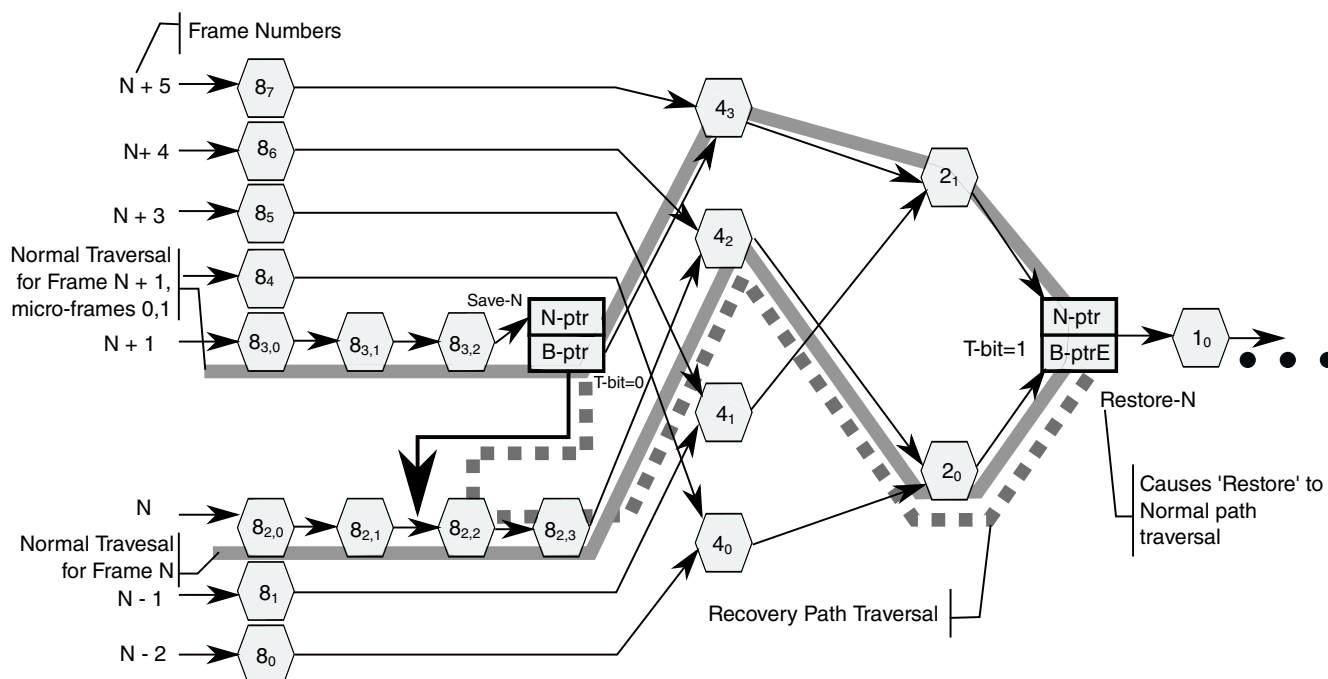 Frame Numbers
N + 5
8₇
4₃
N+ 4
8₆
2₁
N + 3
8₅
4₂
Normal Traversal
for Frame N + 1,
micro-frames 0,1
8₄
Save-N
N-ptr
B-ptr
T-bit=0
N + 1
8₃,₀
8₃,₁
8₃,₂
N-ptr
B-ptrE
T-bit=1
1₀
Restore-N
4₁
2₀
Causes 'Restore' to
Normal path
traversal
N
8₂,₀
8₂,₁
8₂,₂
8₂,₃
4₀
Normal Travesal
for Frame N
N - 1
8₁
Recovery Path Traversal
N - 2
8₀